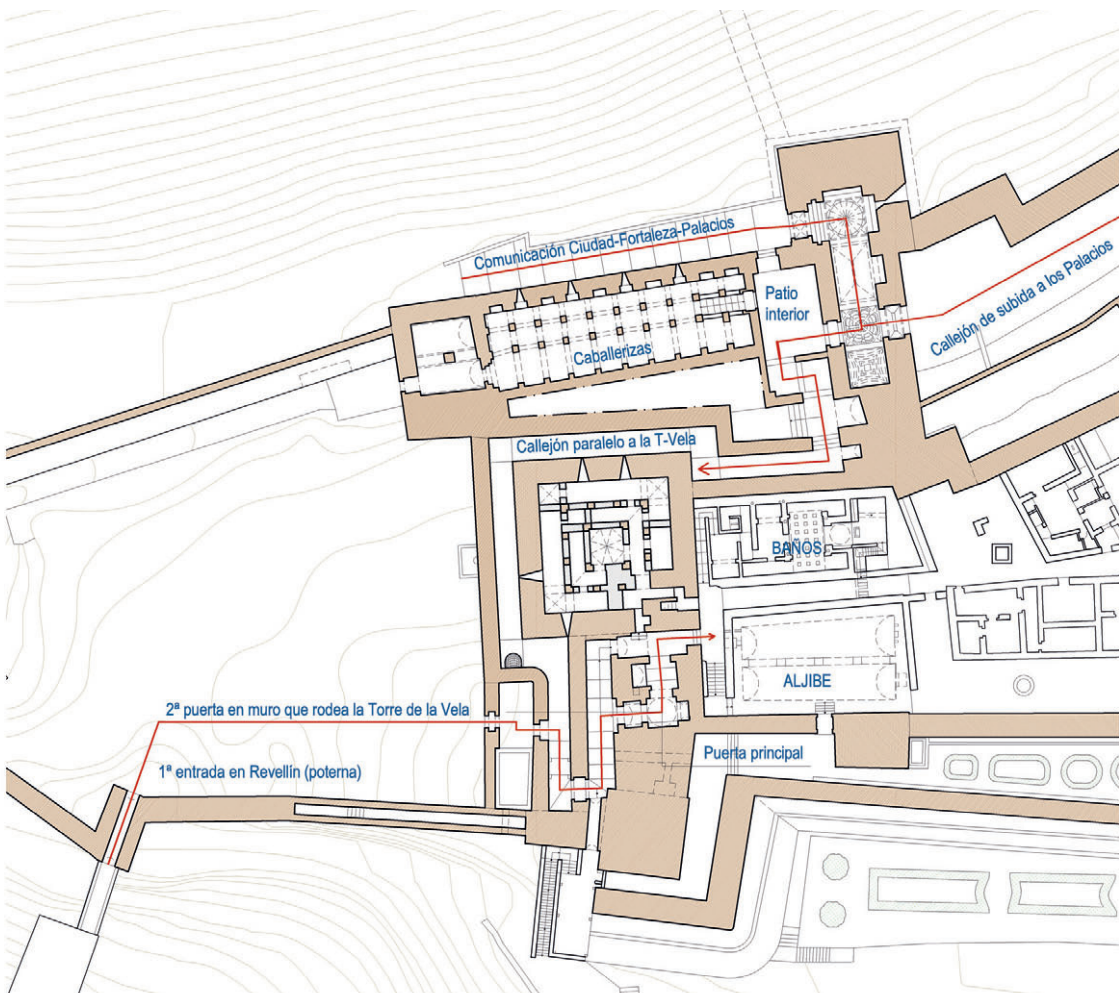 Comunicación Ciudad-Fortaleza-Palacios
Patio
interior
Callejón de subida a los Palacios
Caballerizas
Callejón paralelo a la T-Vela
BAÑOS
ALJIBE
2ª puerta en muro que rodea la Torre de la Vela
Puerta principal
1ª entrada en Revellín (poterna)